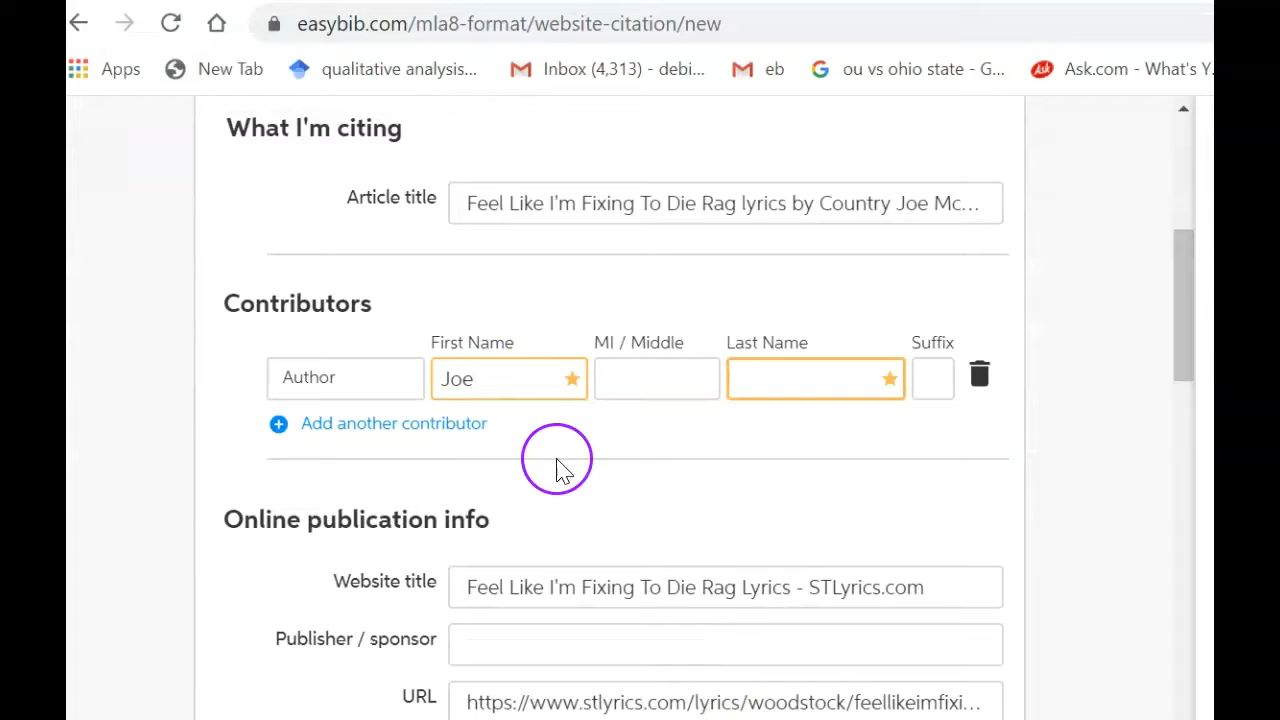 easybib.com/mla8-format/website-citation/new
Apps New Tab qualitative analysis... Inbox (4,313) - debi... eb ou vs ohio state - G... Ask Ask.com - What's Y.
What I'm citing
Article title Feel Like I'm Fixing To Die Rag lyrics by Country Joe Mc...
Contributors
First Name MI / Middle Last Name Suffix
Author Joe
Add another contributor
Online publication info
Website title Feel Like I'm Fixing To Die Rag Lyrics - STLyrics.com
Publisher / sponsor
URL https://www.stlyrics.com/lyrics/woodstock/feellikeimfixi...